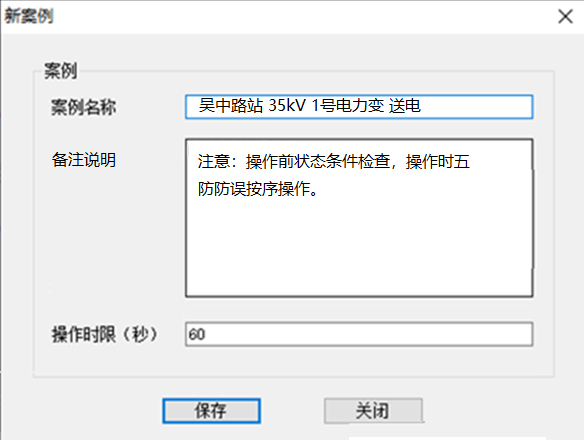 新案例
案例
案例名称
吴中路站 35kV 1号电力变 送电
备注说明
注意：操作前状态条件检查，操作时五
防防误按序操作。
操作时限（秒）
60
保存
关闭